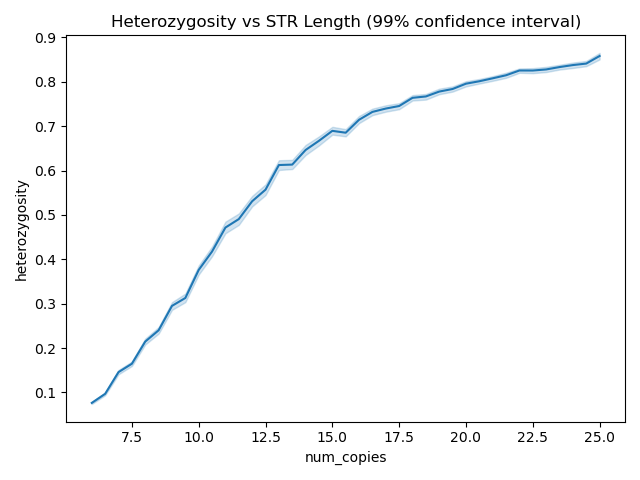 Heterozygosity vs STR Length (99% confidence interval)
0.9
0.8
0.7
0.6
0.5
0.4
0.3
0.2
0.1
heterozygosity
7.5 10.0 12.5 15.0 17.5 20.0 22.5 25.0
num_copies